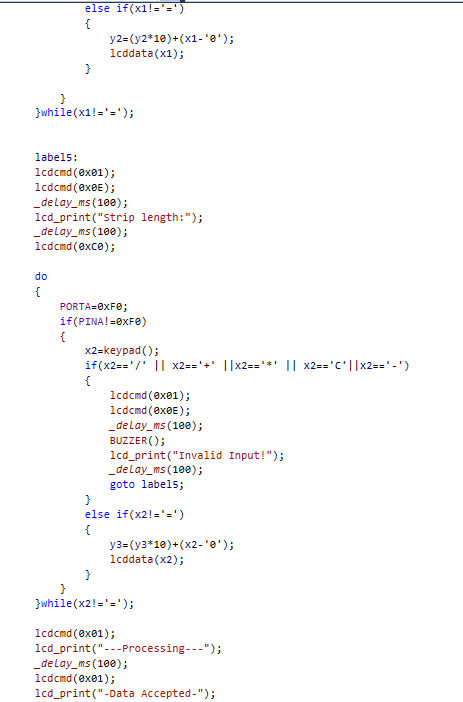 else if(x1!='=')
{
y2=(y2*10)+(x1-'0');
lcddata(x1);
}
}
}while(x1!='=');
label5:
lcdcmd(0x01);
lcdcmd(0x0E);
_delay_ms(100);
lcd_print("Strip length:");
_delay_ms(100);
lcdcmd(0xC0);
do
{
PORTA=0xF0;
if(PINA!=0xF0)
{
x2=keypad();
if(x2=='/' || x2=='+' ||x2=='*' || x2=='C'||x2=='-')
{
lcdcmd(0x01);
lcdcmd(0x0E);
_delay_ms(100);
BUZZER();
lcd_print("Invalid Input!");
_delay_ms(100);
goto label5;
}
else if(x2!='=')
{
y3=(y3*10)+(x2-'0');
lcddata(x2);
}
}
}while(x2!='=');
lcdcmd(0x01);
lcd_print("---Processing---");
_delay_ms(100);
lcdcmd(0x01);
lcd_print("-Data Accepted-");